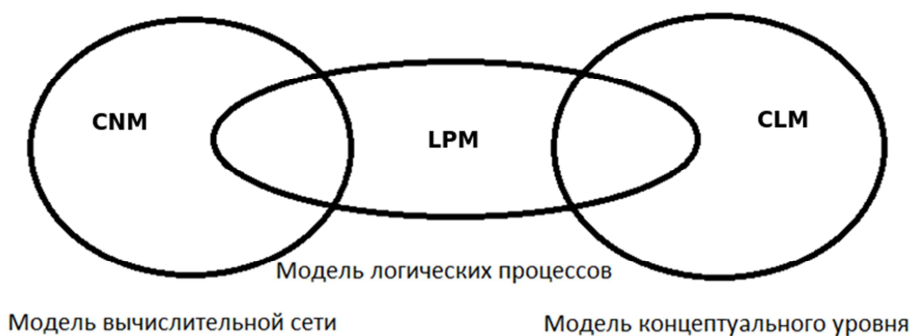 CNM
LPM
CLM
Модель логических процессов
Модель вычислительной сети
Модель концептуального уровня